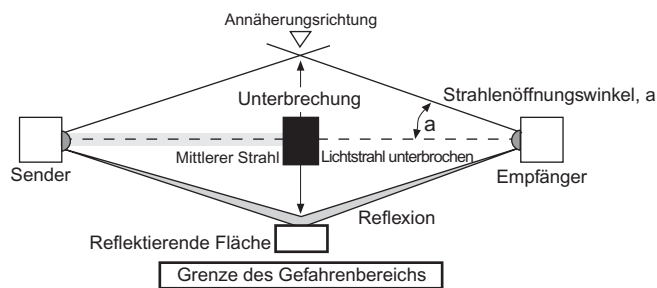 Annäherungsrichtung
Unterbrechung
Strahlenöffnungswinkel, a
a
Mittlerer Strahl
Lichtstrahl unterbrochen
Sender
Empfänger
Reflexion
Reflektierende Fläche
Grenze des Gefahrenbereichs